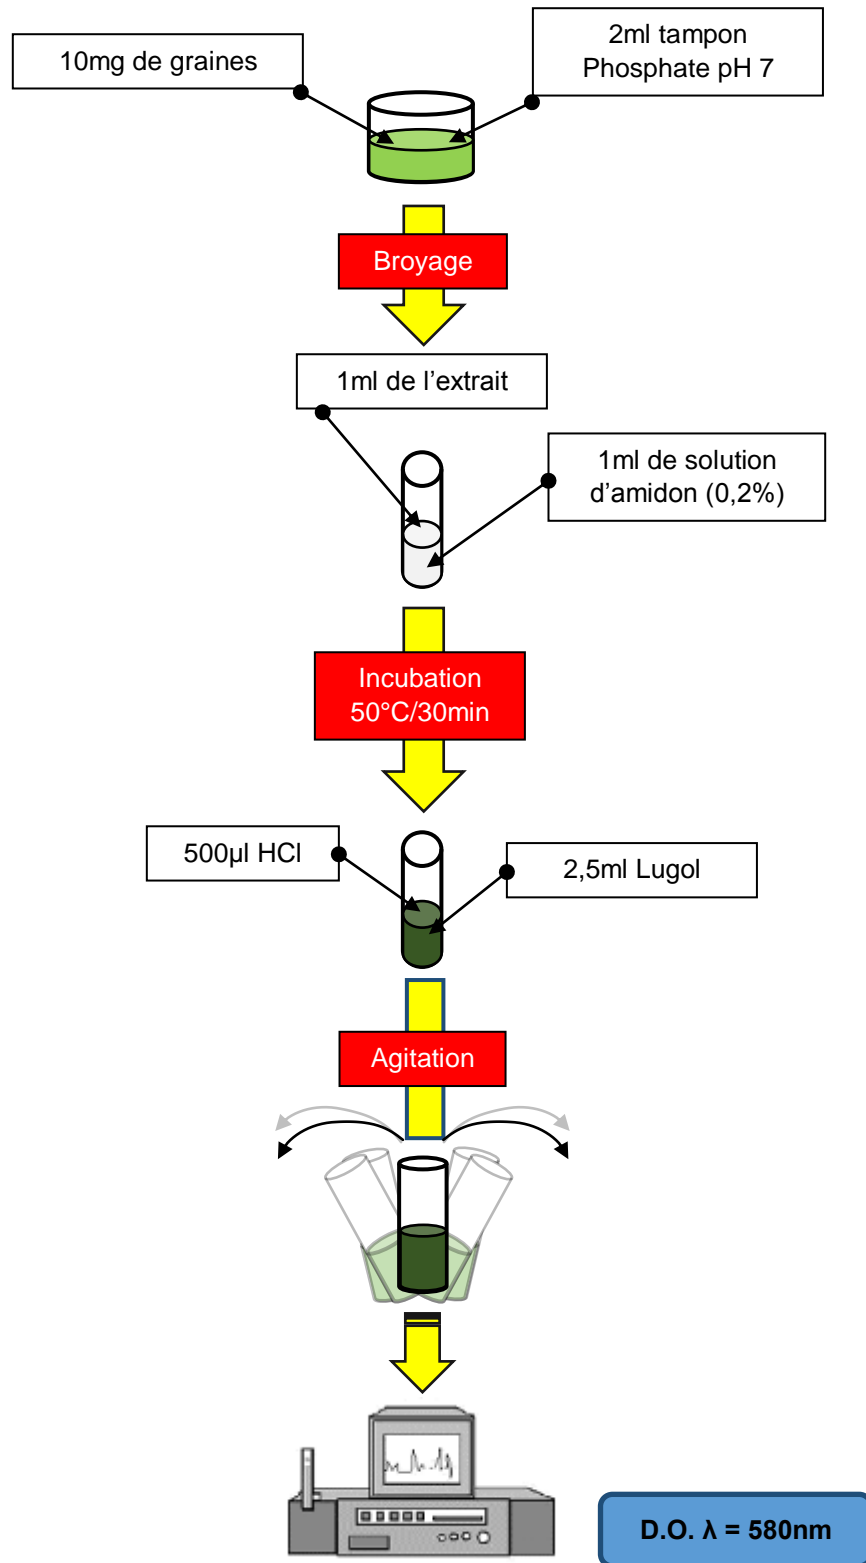 10mg de graines
2ml tampon
Phosphate pH 7
Broyage
1ml de l’extrait
1ml de solution
d’amidon (0,2%)
Incubation
50°C/30min
500µl HCl
2,5ml Lugol
Agitation
D.O. λ = 580nm